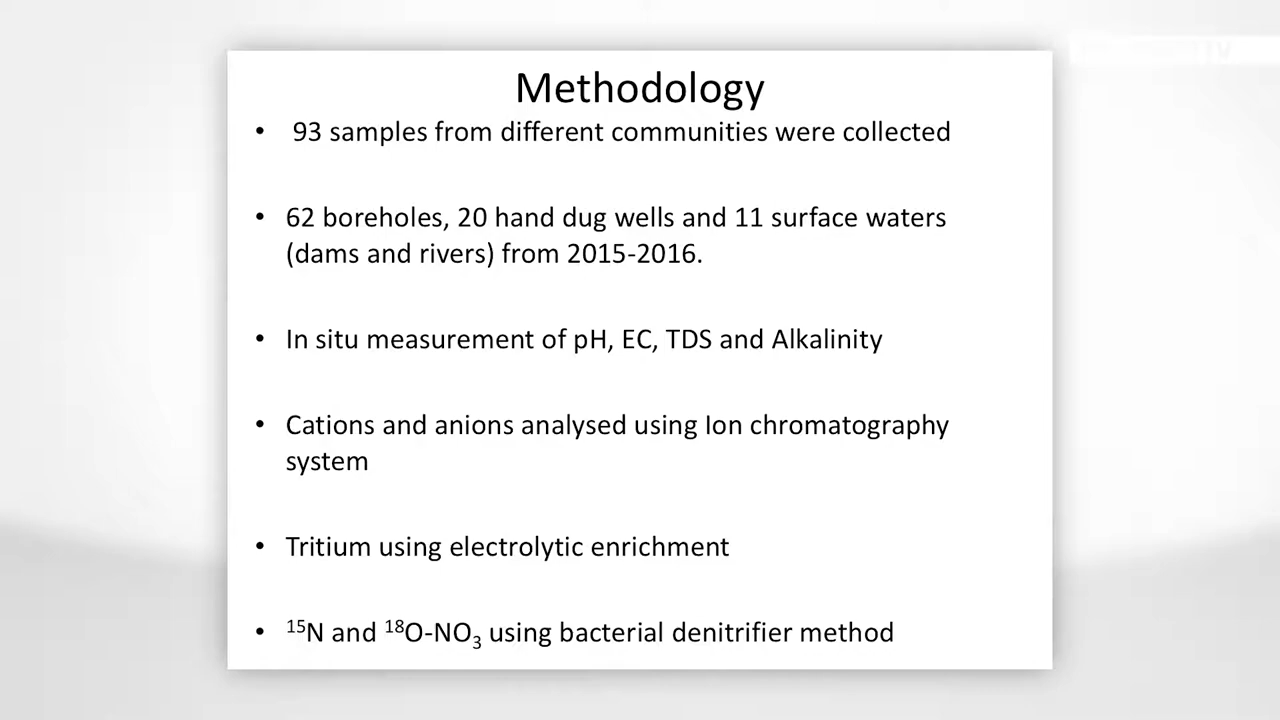 Methodology
• 93 samples from different communities were collected
• 62 boreholes, 20 hand dug wells and 11 surface waters
(dams and rivers) from 2015-2016.
• In situ measurement of pH, EC, TDS and Alkalinity
• Cations and anions analysed using Ion chromatography
system
• Tritium using electrolytic enrichment
• ¹⁵N and ¹⁸O-NO₃ using bacterial denitrifier method
TV